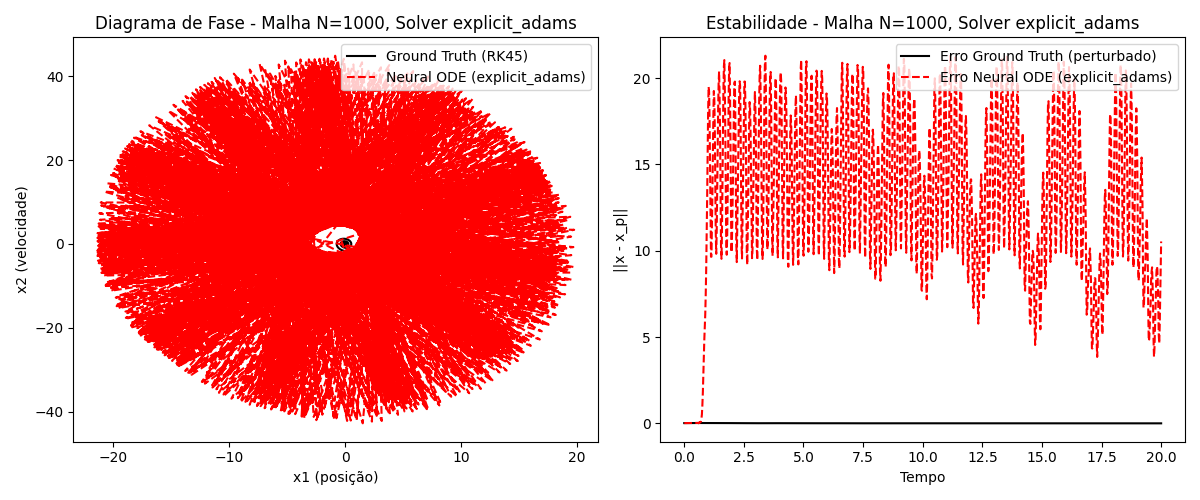 Diagrama de Fase - Malha N=1000, Solver explicit_adams
Ground Truth (RK45)
Neural ODE (explicit_adams)
x2 (velocidade)
40
20
0
−20
−40
−20
−10
0
10
20
x1 (posição)
Estabilidade - Malha N=1000, Solver explicit_adams
Erro Ground Truth (perturbado)
Erro Neural ODE (explicit_adams)
||x - x_p||
20
15
10
5
0
0.0
2.5
5.0
7.5
10.0
12.5
15.0
17.5
20.0
Tempo